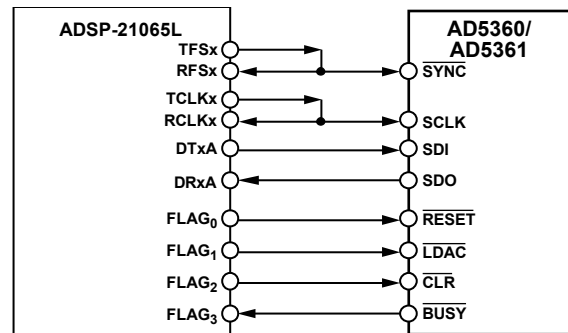 ADSP-21065L
TFSx
RFSx
TCLKx
RCLKx
DTxA
DRxA
FLAG₀
FLAG₁
FLAG₂
FLAG₃
AD5360/
AD5361
SYNC
SCLK
SDI
SDO
RESET
LDAC
CLR
BUSY